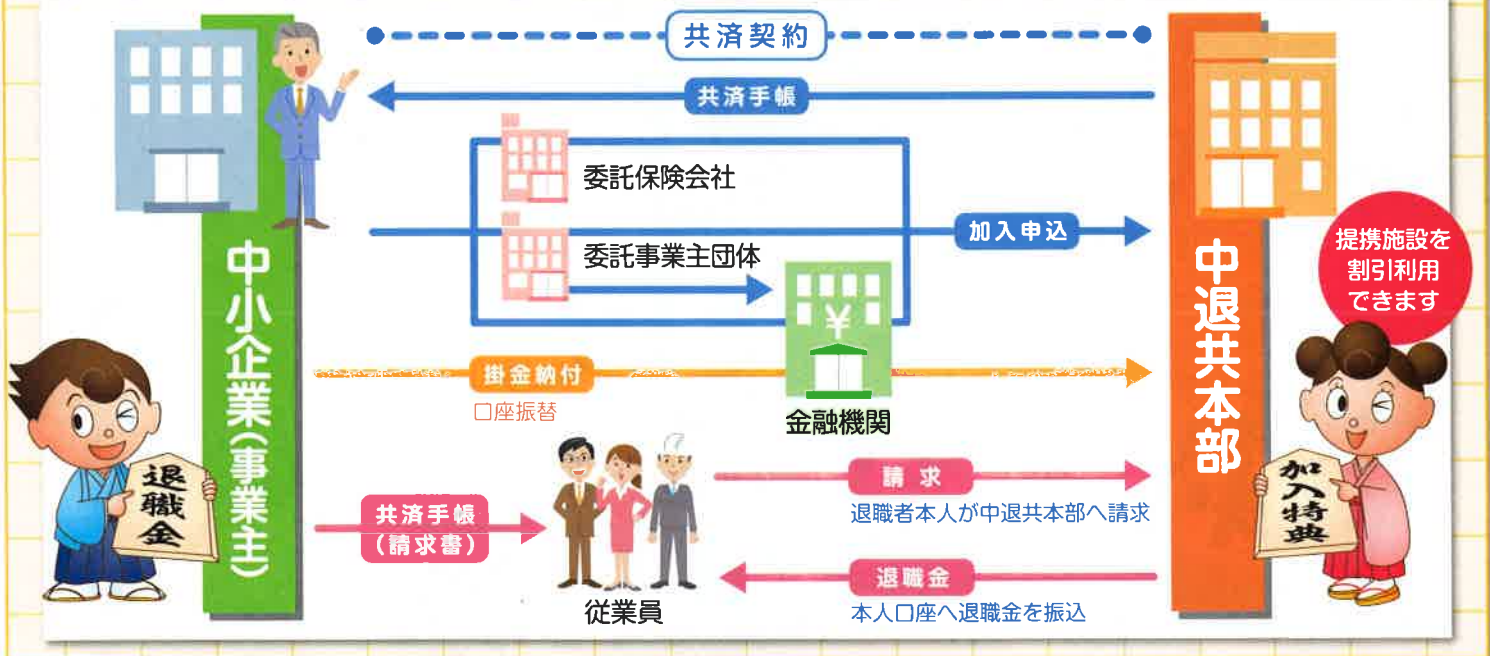 共済契約
共済手帳
委託保険会社
加入申込
委託事業主団体
提携施設を
割引利用
できます
中小企業(事業主)
中退共本部
¥
掛金納付
口座振替
金融機関
退職金
加入特典
請求
退職者本人が中退共本部へ請求
共済手帳
(請求書)
退職金
従業員
本人口座へ退職金を振込